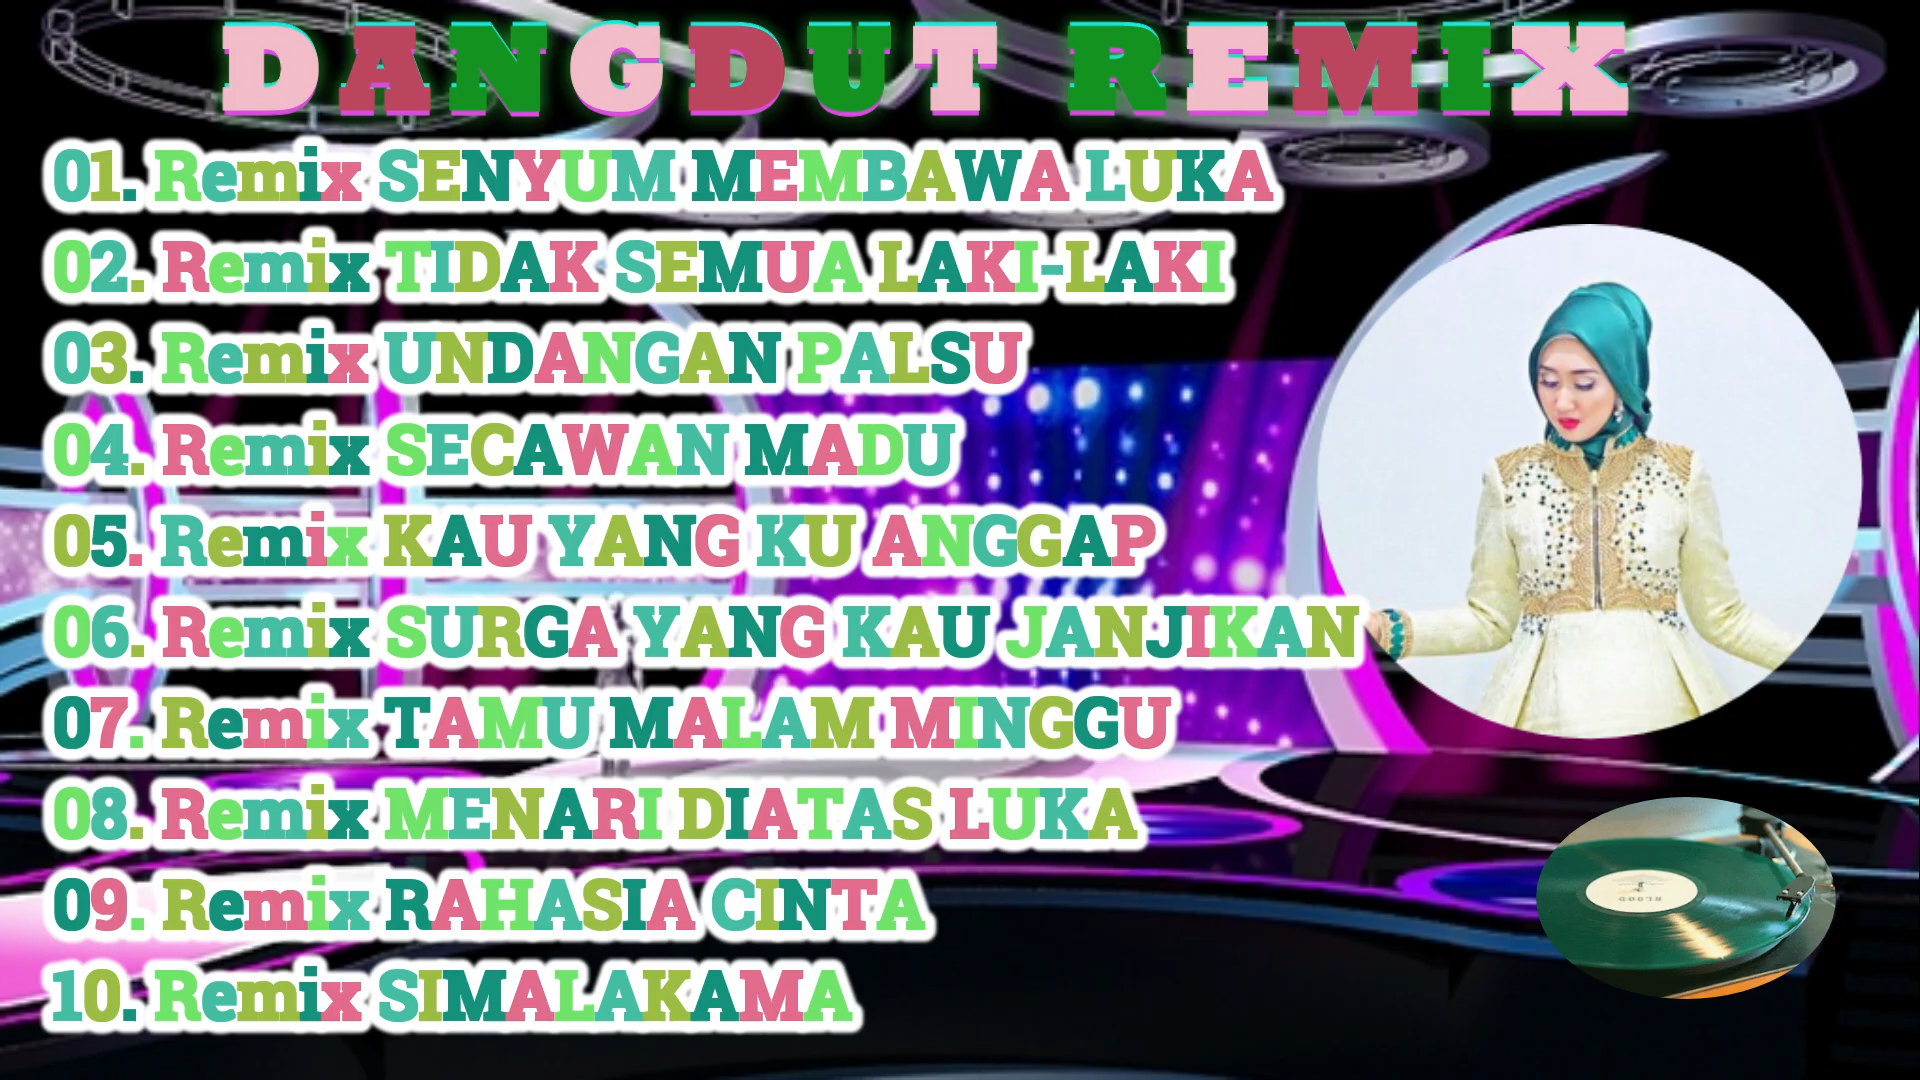 DANGDUT REMIX
01. Remix SENYUM MEMBAWA LUKA
02. Remix TIDAK SEMUA LAKI-LAKI
03. Remix UNDANGAN PALSU
04. Remix SECAWAN MADU
05. Remix KAU YANG KU ANGGAP
06. Remix SURGA YANG KAU JANJIKAN
07. Remix TAMU MALAM MINGGU
08. Remix MENARI DIATAS LUKA
09. Remix RAHASIA CINTA
10. Remix SIMALAKAMA
BLOOD